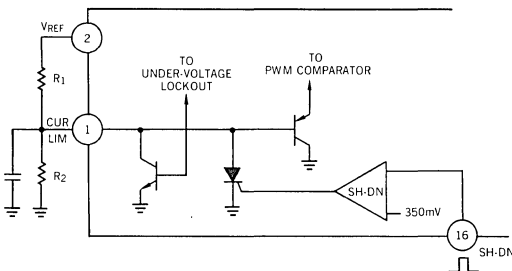 VREF
2
TO
UNDER-VOLTAGE
LOCKOUT
TO
PWM COMPARATOR
R1
CUR
LIM
1
R2
SH-DN
350mV
16
SH-DN